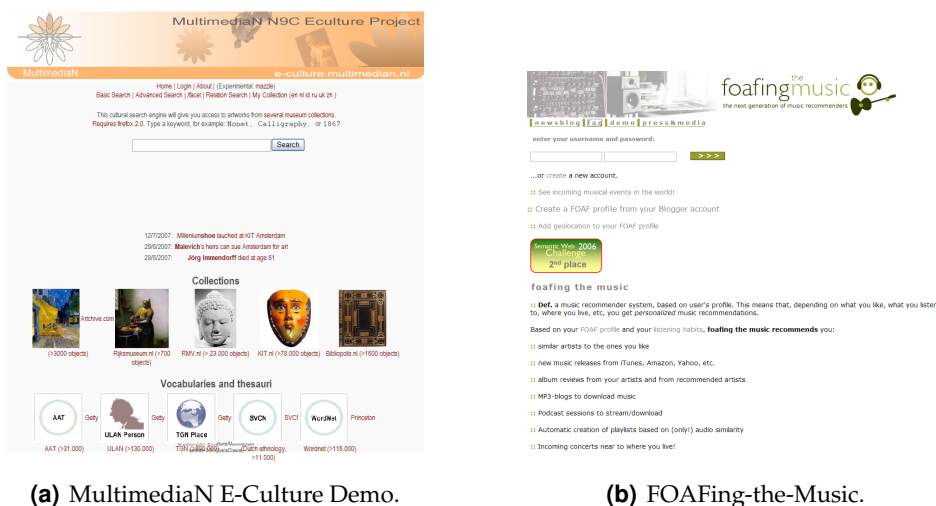 MultimediaN N9C Eculture Project
MultimediaN
e-culture.multimedian.nl
Home | Login | About | (Experimental: mazzle)
Basic Search | Advanced Search | /facet | Relation Search | My Collection (en nl id ru uk zh )
This cultural search engine will give you access to artworks from several museum collections.
Requires firefox 2.0. Type a keyword, for example: Monet, Calligraphy, or 1867
Search
12/7/2007: Milleniumshoe lauched at KIT Amsterdam
29/6/2007: Malevich's heirs can sue Amsterdam for art
28/5/2007: Jörg Immendorff died at age 61
Collections
Artchive.com
(>3000 objects)
Rijksmuseum.nl (>700
objects)
RMV.nl (> 23.000 objects)
KIT.nl (>78.000 objects)
Bibliopolis.nl (>1600 objects)
Vocabularies and thesauri
AAT
Getty
ULAN Person
Getty
TGN Place
Getty
SVCN
SVCN
WordNet
Princeton
AAT (>31.000)
ULAN (>130.000)
TGN
(Dutch ethnology,
>11.000)
Wordnet (>115.000)
(a) MultimediaN E-Culture Demo.
the
foafingmusic
the next generation of music recommenders
newsblog faq demo press&media
enter your username and password:
>>>
...or create a new account.
:: See incoming musical events in the world!
:: Create a FOAF profile from your Blogger account
:: Add geolocation to your FOAF profile
Semantic Web 2006
Challenge
2nd place
foafing the music
:: Def. a music recommender system, based on user's profile. This means that, depending on what you like, what you listen
to, where you live, etc, you get personalized music recommendations.
Based on your FOAF profile and your listening habits, foafing the music recommends you:
:: similar artists to the ones you like
:: new music releases from iTunes, Amazon, Yahoo, etc.
:: album reviews from your artists and from recommended artists
:: MP3-blogs to download music
:: Podcast sessions to stream/download
:: Automatic creation of playlists based on (only!) audio similarity
:: Incoming concerts near to where you live!
(b) FOAFing-the-Music.